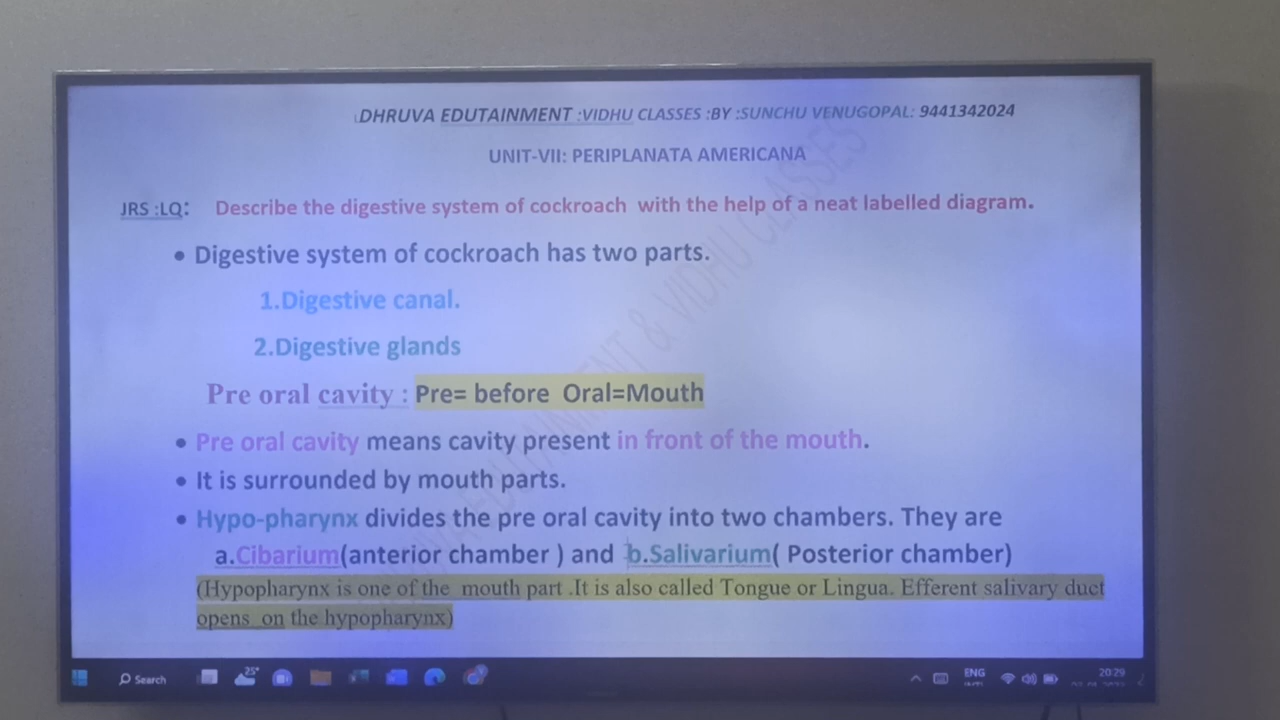 DHRUVA EDUTAINMENT :VIDHU CLASSES :BY :SUNCHU VENUGOPAL: 9441342024
UNIT-VII: PERIPLANATA AMERICANA
JRS :LQ: Describe the digestive system of cockroach with the help of a neat labelled diagram.
• Digestive system of cockroach has two parts.
1.Digestive canal.
2.Digestive glands
Pre oral cavity : Pre= before Oral=Mouth
• Pre oral cavity means cavity present in front of the mouth.
• It is surrounded by mouth parts.
• Hypo-pharynx divides the pre oral cavity into two chambers. They are
a.Cibarium(anterior chamber ) and b.Salivarium( Posterior chamber)
(Hypopharynx is one of the mouth part .It is also called Tongue or Lingua. Efferent salivary duct
opens on the hypopharynx)
& VIDHU CLASSES
25°
Search
ENG
20:29